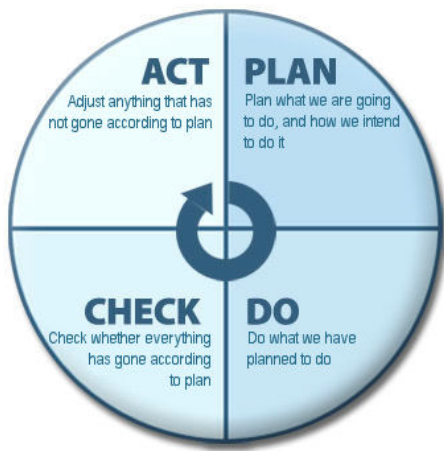 ACT
Adjust anything that has
not gone according to plan
PLAN
Plan what we are going
to do, and how we intend
to do it
CHECK
Check whether everything
has gone according
to plan
DO
Do what we have
planned to do